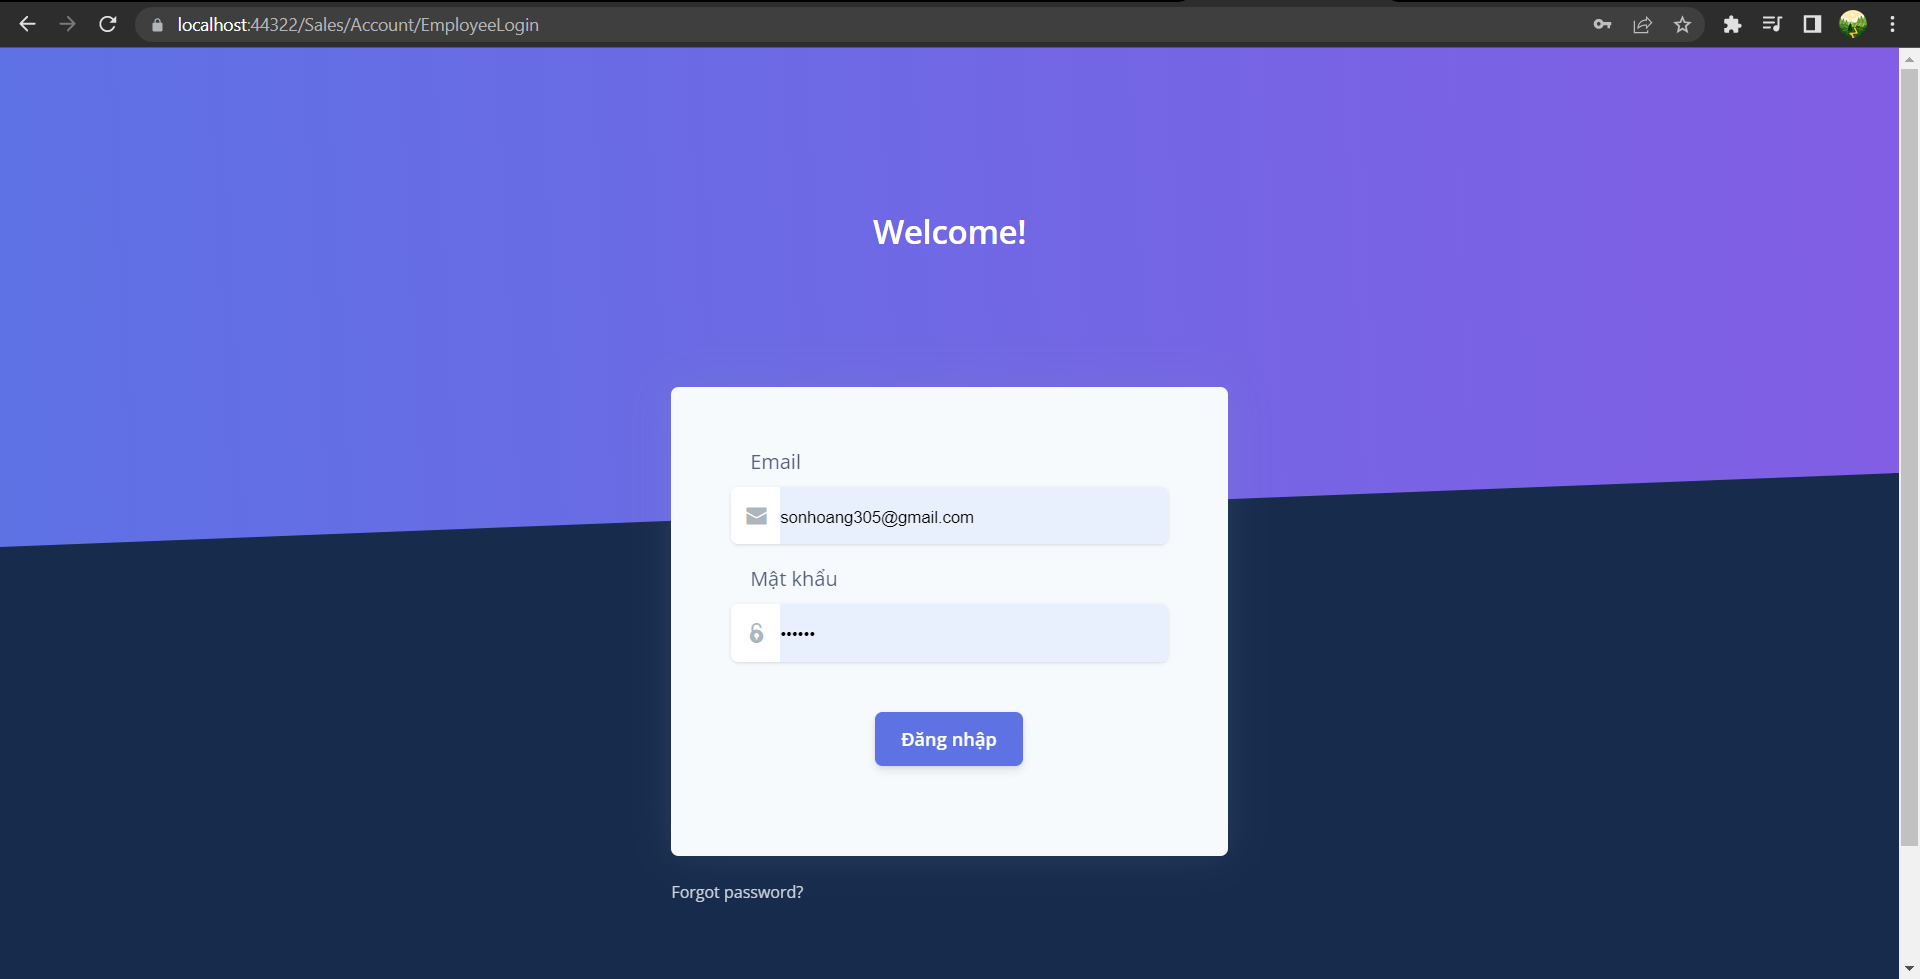 localhost:44322/Sales/Account/EmployeeLogin
Welcome!
Email
sonhoang305@gmail.com
Mật khẩu
••••••
Đăng nhập
Forgot password?